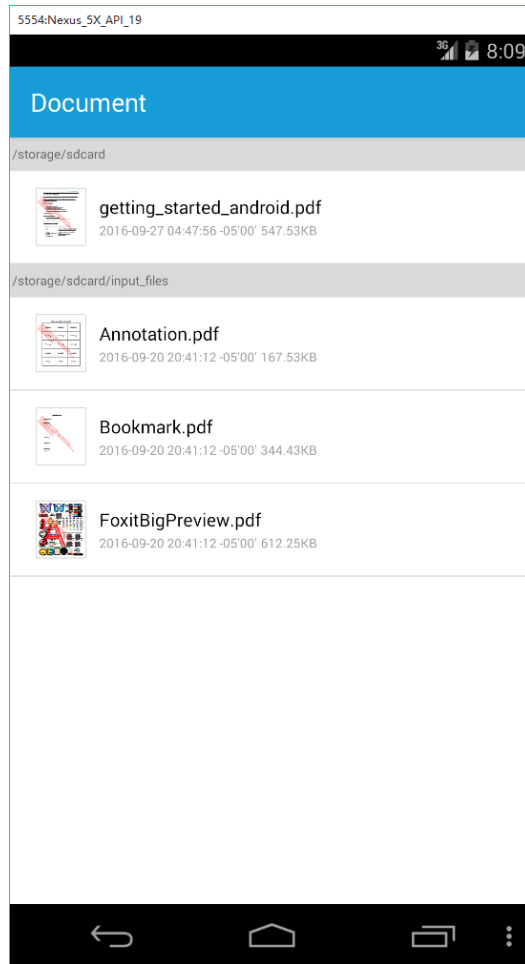 5554:Nexus_5X_API_19
3G 8:09
Document
/storage/sdcard
getting_started_android.pdf
2016-09-27 04:47:56 -05'00' 547.53KB
/storage/sdcard/input_files
Annotation.pdf
2016-09-20 20:41:12 -05'00' 167.53KB
Bookmark.pdf
2016-09-20 20:41:12 -05'00' 344.43KB
FoxitBigPreview.pdf
2016-09-20 20:41:12 -05'00' 612.25KB